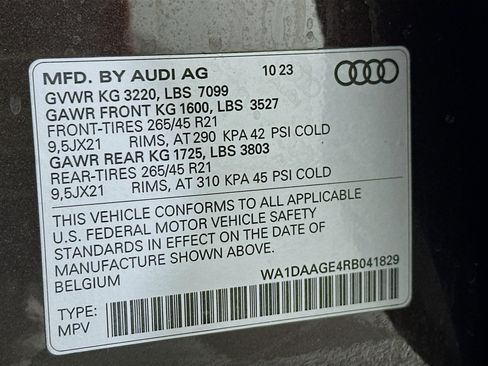 MFD. BY AUDI AG 10 23
GVWR KG 3220, LBS 7099
GAWR FRONT KG 1600, LBS 3527
FRONT-TIRES 265/45 R21
9,5JX21 RIMS, AT 290 KPA 42 PSI COLD
GAWR REAR KG 1725, LBS 3803
REAR-TIRES 265/45 R21
9,5JX21 RIMS, AT 310 KPA 45 PSI COLD
THIS VEHICLE CONFORMS TO ALL APPLICABLE
U.S. FEDERAL MOTOR VEHICLE SAFETY
STANDARDS IN EFFECT ON THE DATE OF
MANUFACTURE SHOWN ABOVE.
BELGIUM WA1DAAGE4RB041829
TYPE:
MPV